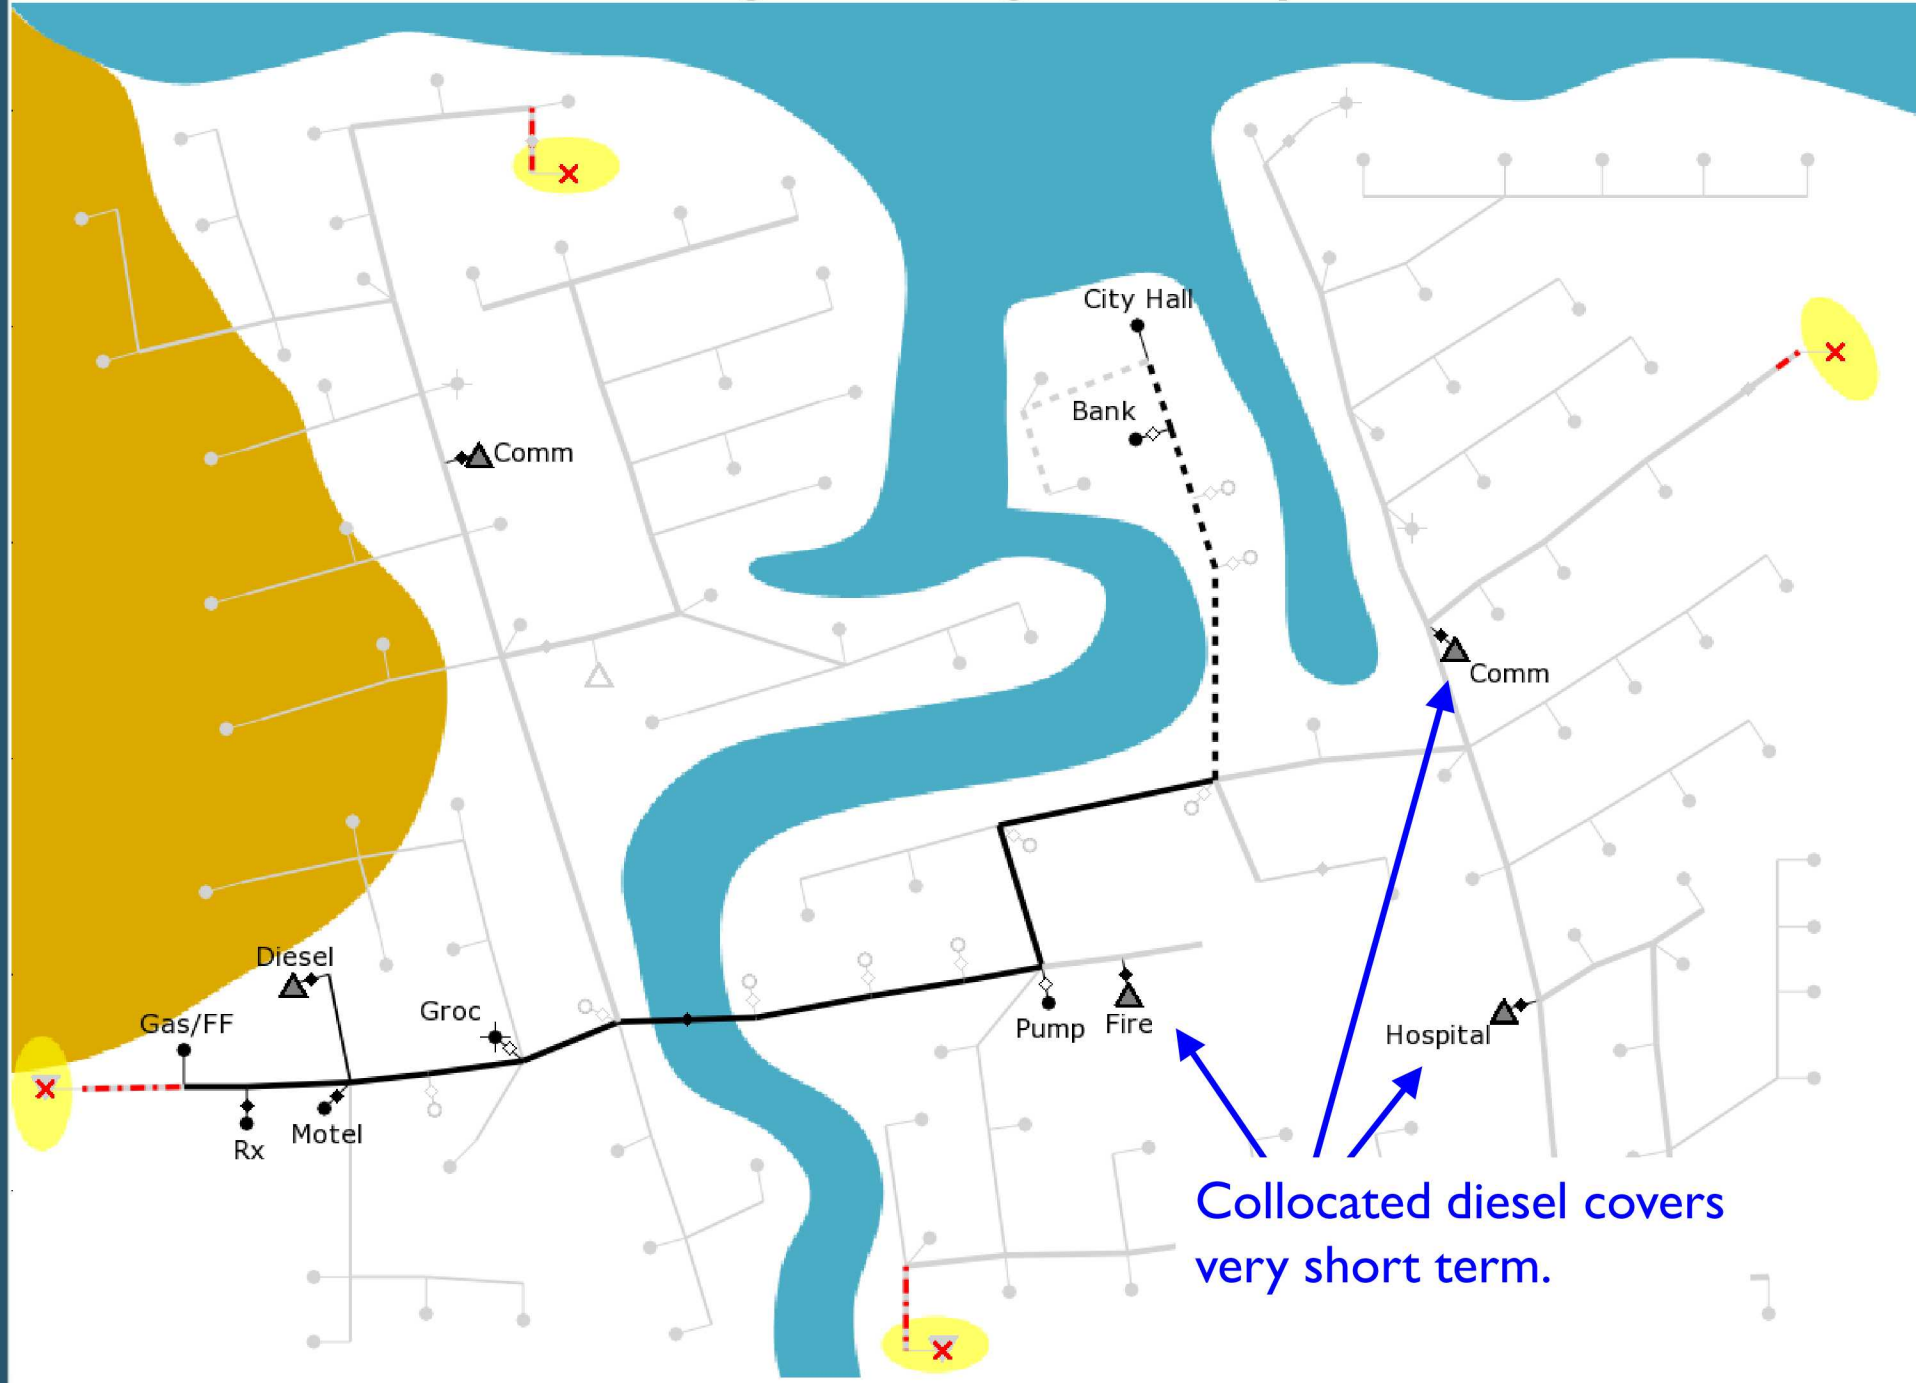 City Hall
Bank
Comm
Comm
Diesel
Gas/FF
Groc
Pump
Fire
Hospital
Rx
Motel
Collocated diesel covers
very short term.